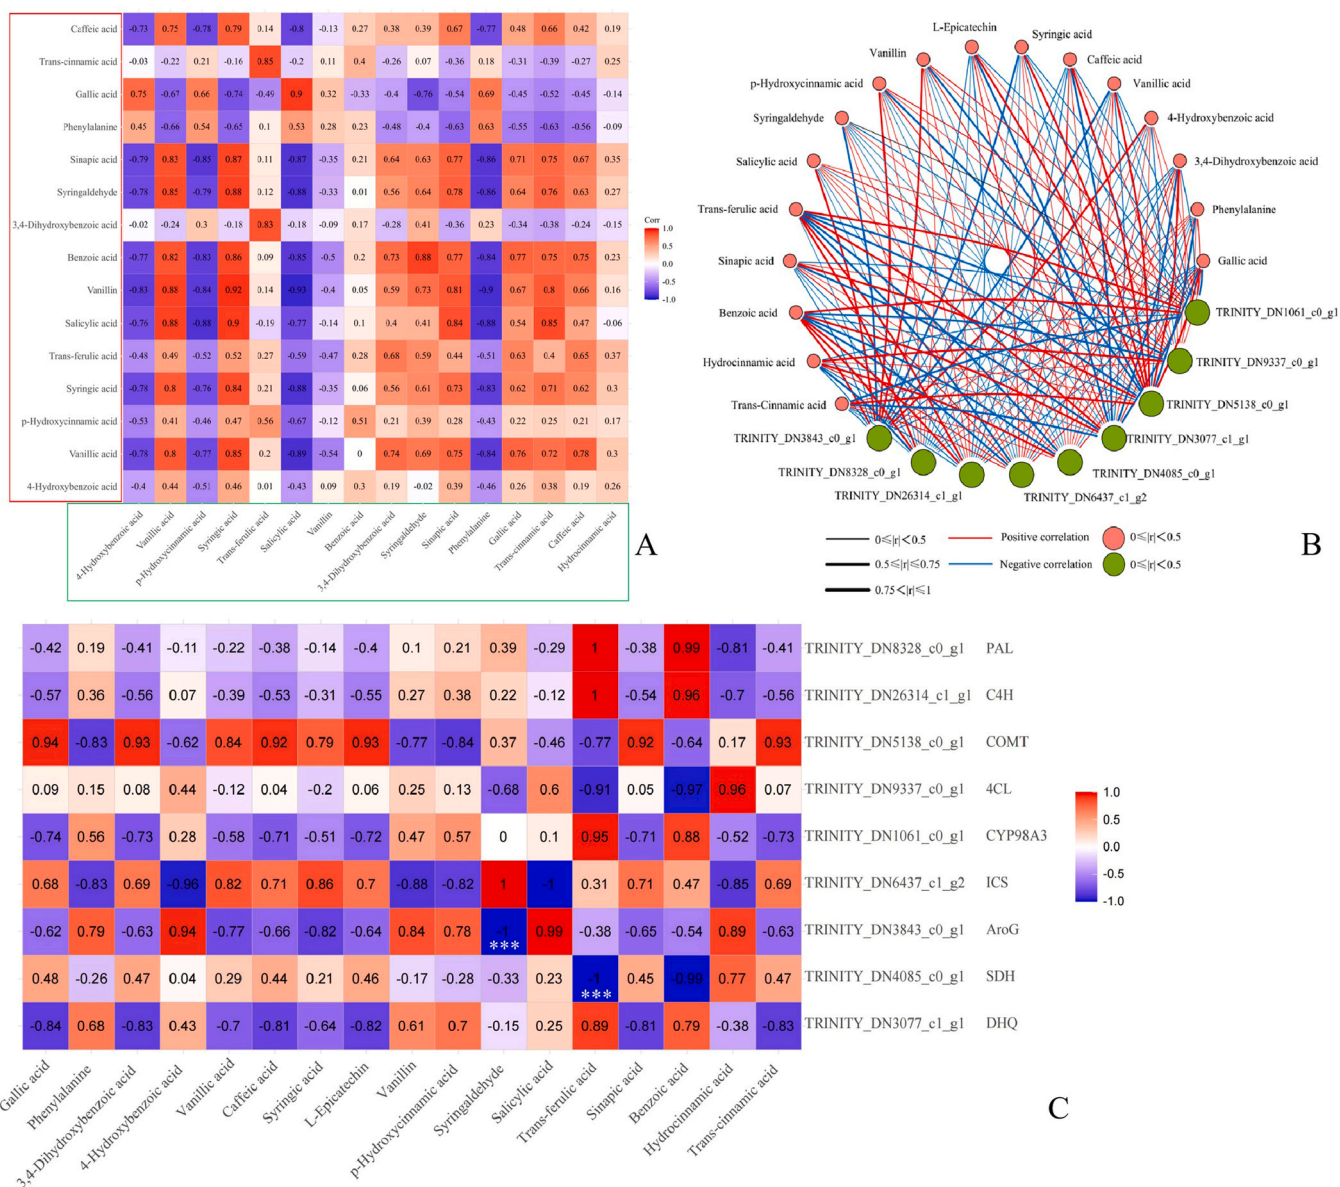 Caffeic acid -0.73 0.75 -0.78 0.79 0.14 -0.8 -0.13 0.27 0.38 0.39 0.67 -0.77 0.48 0.66 0.42 0.19
Trans-cinnamic acid -0.03 -0.22 0.21 -0.16 0.85 -0.2 0.11 0.4 -0.26 0.07 -0.36 0.18 -0.31 -0.39 -0.27 0.25
Gallic acid 0.75 -0.67 0.66 -0.74 -0.49 0.9 0.32 -0.33 -0.4 -0.76 -0.54 0.69 -0.45 -0.52 -0.45 -0.14
Phenylalanine 0.45 -0.66 0.54 -0.65 0.1 0.53 0.28 0.23 -0.48 -0.4 -0.63 0.63 -0.55 -0.63 -0.56 -0.09
Sinapic acid -0.79 0.83 -0.85 0.87 0.11 -0.87 -0.35 0.21 0.64 0.63 0.77 -0.86 0.71 0.75 0.67 0.35
Syringaldehyde -0.78 0.85 -0.79 0.88 0.12 -0.88 -0.33 0.01 0.56 0.64 0.78 -0.86 0.64 0.76 0.63 0.27
3,4-Dihydroxybenzoic acid -0.02 -0.24 0.3 -0.18 0.83 -0.18 -0.09 0.17 -0.28 0.41 -0.36 0.23 -0.34 -0.38 -0.24 -0.15
Benzoic acid -0.77 0.82 -0.83 0.86 0.09 -0.85 -0.5 0.2 0.73 0.88 0.77 -0.84 0.77 0.75 0.75 0.23
Vanillin -0.83 0.88 -0.84 0.92 0.14 -0.93 -0.4 0.05 0.59 0.73 0.81 -0.9 0.67 0.8 0.66 0.16
Salicylic acid -0.76 0.88 -0.88 0.9 -0.19 -0.77 -0.14 0.1 0.4 0.41 0.84 -0.88 0.54 0.85 0.47 -0.06
Trans-ferulic acid -0.48 0.49 -0.52 0.52 0.27 -0.59 -0.47 0.28 0.68 0.59 0.44 -0.51 0.63 0.4 0.65 0.37
Syringic acid -0.78 0.8 -0.76 0.84 0.21 -0.88 -0.35 0.06 0.56 0.61 0.73 -0.83 0.62 0.71 0.62 0.3
p-Hydroxycinnamic acid -0.53 0.41 -0.46 0.47 0.56 -0.67 -0.12 0.51 0.21 0.39 0.28 -0.43 0.22 0.25 0.21 0.17
Vanillic acid -0.78 0.8 -0.77 0.85 0.2 -0.89 -0.54 0 0.74 0.69 0.75 -0.84 0.76 0.72 0.78 0.3
4-Hydroxybenzoic acid -0.4 0.44 -0.51 0.46 0.01 -0.43 0.09 0.3 0.19 -0.02 0.39 -0.46 0.26 0.38 0.19 0.26
4-Hydroxybenzoic acid
Vanillic acid
p-Hydroxycinnamic acid
Syringic acid
Trans-ferulic acid
Salicylic acid
Vanillin
Benzoic acid
3,4-Dihydroxybenzoic acid
Syringaldehyde
Sinapic acid
Phenylalanine
Gallic acid
Trans-cinnamic acid
Caffeic acid
Hydrocinnamic acid
Corr
1.0
0.5
0.0
-0.5
-1.0
A
L-Epicatechin
Syringic acid
Vanillin
Caffeic acid
p-Hydroxycinnamic acid
Vanillic acid
Syringaldehyde
4-Hydroxybenzoic acid
Salicylic acid
3,4-Dihydroxybenzoic acid
Trans-ferulic acid
Phenylalanine
Sinapic acid
Gallic acid
Benzoic acid
TRINITY_DN1061_c0_g1
Hydrocinnamic acid
TRINITY_DN9337_c0_g1
Trans-Cinnamic acid
TRINITY_DN5138_c0_g1
TRINITY_DN3843_c0_g1
TRINITY_DN3077_c1_g1
TRINITY_DN8328_c0_g1
TRINITY_DN4085_c0_g1
TRINITY_DN26314_c1_g1
TRINITY_DN6437_c1_g2
0≤|r|<0.5 Positive correlation 0≤|r|<0.5
0.5≤|r|≤0.75 Negative correlation 0≤|r|<0.5
0.75<|r|≤1
B
-0.42 0.19 -0.41 -0.11 -0.22 -0.38 -0.14 -0.4 0.1 0.21 0.39 -0.29 1 -0.38 0.99 -0.81 -0.41 TRINITY_DN8328_c0_g1 PAL
-0.57 0.36 -0.56 0.07 -0.39 -0.53 -0.31 -0.55 0.27 0.38 0.22 -0.12 1 -0.54 0.96 -0.7 -0.56 TRINITY_DN26314_c1_g1 C4H
0.94 -0.83 0.93 -0.62 0.84 0.92 0.79 0.93 -0.77 -0.84 0.37 -0.46 -0.77 0.92 -0.64 0.17 0.93 TRINITY_DN5138_c0_g1 COMT
0.09 0.15 0.08 0.44 -0.12 0.04 -0.2 0.06 0.25 0.13 -0.68 0.6 -0.91 0.05 -0.97 0.96 0.07 TRINITY_DN9337_c0_g1 4CL
-0.74 0.56 -0.73 0.28 -0.58 -0.71 -0.51 -0.72 0.47 0.57 0 0.1 0.95 -0.71 0.88 -0.52 -0.73 TRINITY_DN1061_c0_g1 CYP98A3
0.68 -0.83 0.69 -0.96 0.82 0.71 0.86 0.7 -0.88 -0.82 1 -1 0.31 0.71 0.47 -0.85 0.69 TRINITY_DN6437_c1_g2 ICS
-0.62 0.79 -0.63 0.94 -0.77 -0.66 -0.82 -0.64 0.84 0.78 -1 0.99 -0.38 -0.65 -0.54 0.89 -0.63 TRINITY_DN3843_c0_g1 AroG
***
0.48 -0.26 0.47 0.04 0.29 0.44 0.21 0.46 -0.17 -0.28 -0.33 0.23 -1 0.45 -0.99 0.77 0.47 TRINITY_DN4085_c0_g1 SDH
***
-0.84 0.68 -0.83 0.43 -0.7 -0.81 -0.64 -0.82 0.61 0.7 -0.15 0.25 0.89 -0.81 0.79 -0.38 -0.83 TRINITY_DN3077_c1_g1 DHQ
Gallic acid
Phenylalanine
3,4-Dihydroxybenzoic acid
4-Hydroxybenzoic acid
Vanillic acid
Caffeic acid
Syringic acid
L-Epicatechin
Vanillin
p-Hydroxycinnamic acid
Syringaldehyde
Salicylic acid
Trans-ferulic acid
Sinapic acid
Benzoic acid
Hydrocinnamic acid
Trans-cinnamic acid
1.0
0.5
0.0
-0.5
-1.0
C